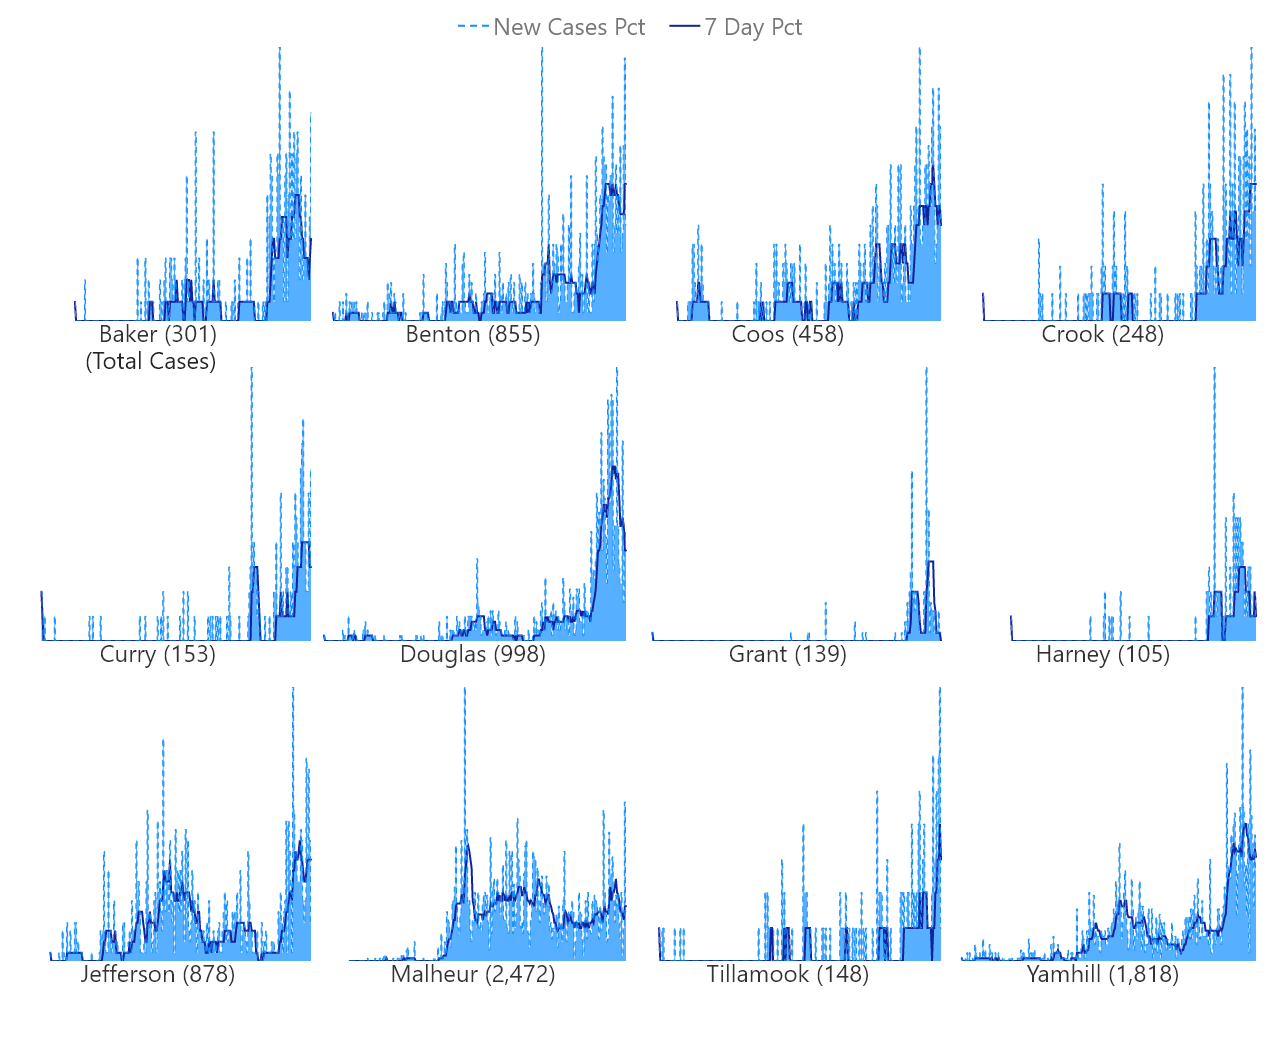 New Cases Pct 7 Day Pct
Baker (301) Benton (855) Coos (458) Crook (248)
(Total Cases)
Curry (153) Douglas (998) Grant (139) Harney (105)
Jefferson (878) Malheur (2,472) Tillamook (148) Yamhill (1,818)